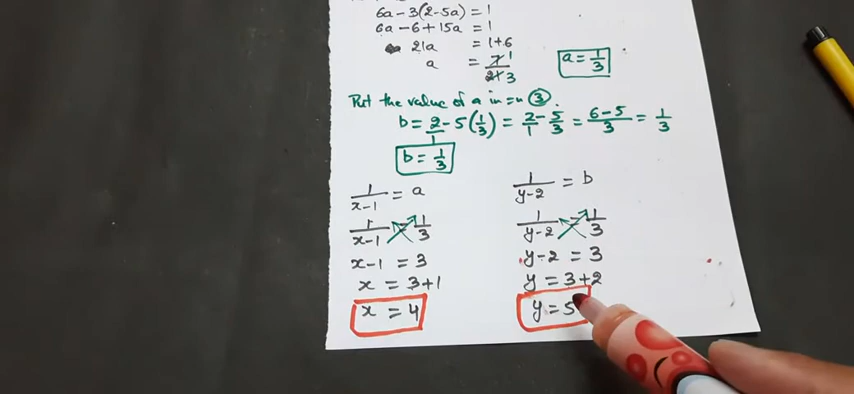 6a-3(2-5a) = 1
6a-6+15a = 1
21a = 1+6
a = 7 1 / 21 3
a = 1/3
Put the value of a in =n ③.
b = 2/1 - 5(1/3) = 2/1 - 5/3 = 6-5/3 = 1/3
b = 1/3
1/x-1 = a
1/x-1 = 1/3
x-1 = 3
x = 3+1
x = 4
1/y-2 = b
1/y-2 = 1/3
y-2 = 3
y = 3+2
y = 5